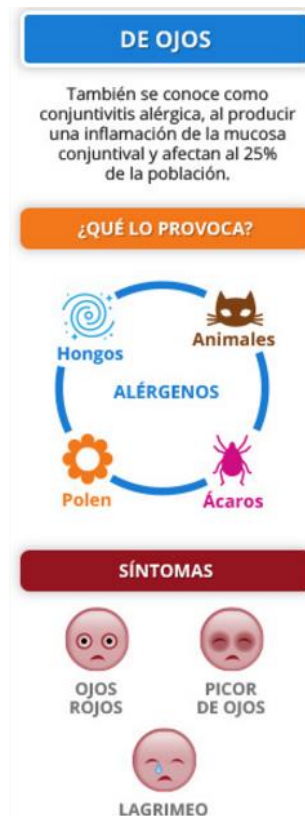 DE OJOS
También se conoce como
conjuntivitis alérgica, al producir
una inflamación de la mucosa
conjuntival y afectan al 25%
de la población.
¿QUÉ LO PROVOCA?
Hongos
Animales
ALÉRGENOS
Polen
Ácaros
SÍNTOMAS
OJOS
ROJOS
PICOR
DE OJOS
LAGRIMEO